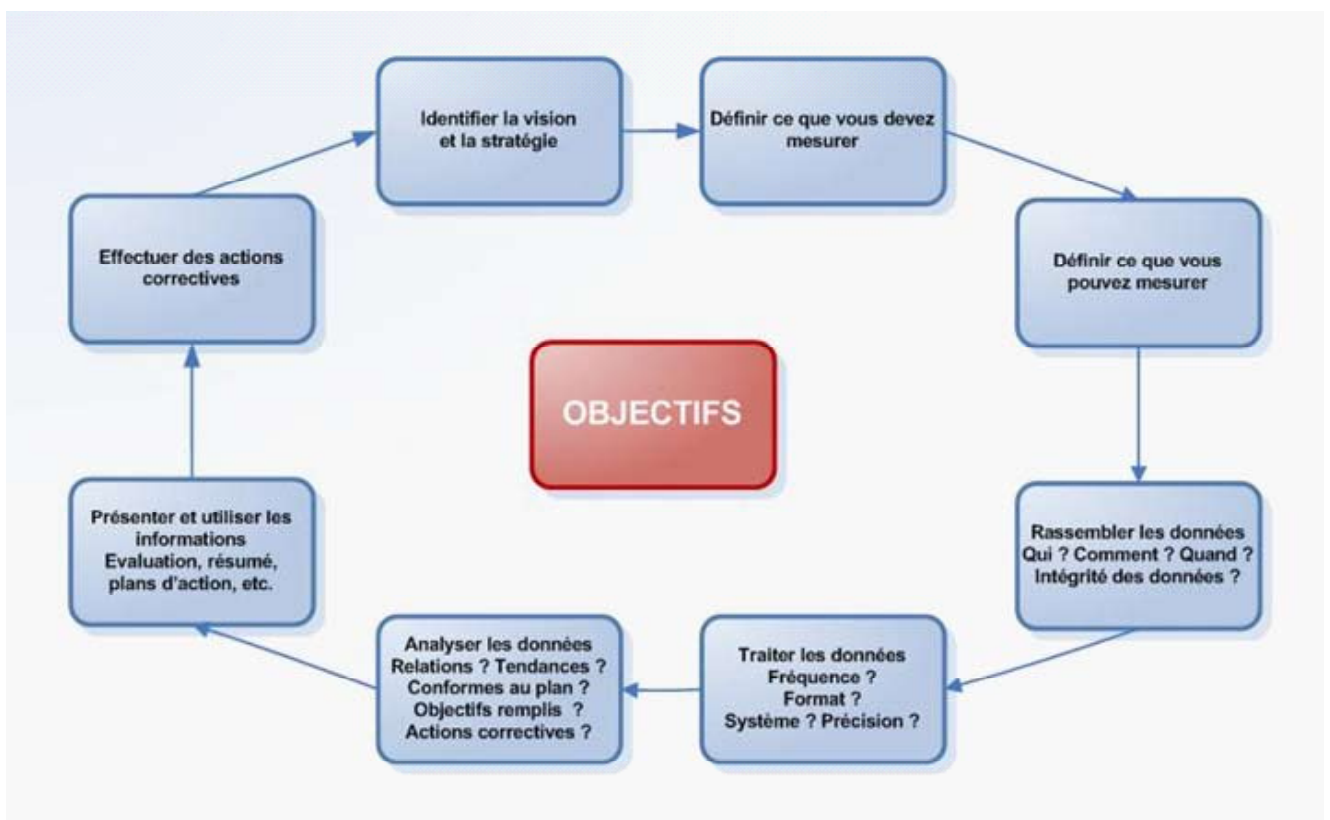 Identifier la vision
et la stratégie
Définir ce que vous devez
mesurer
Définir ce que vous
pouvez mesurer
Rassembler les données
Qui ? Comment ? Quand ?
Intégrité des données ?
Traiter les données
Fréquence ?
Format ?
Système ? Précision ?
Analyser les données
Relations ? Tendances ?
Conformes au plan ?
Objectifs remplis ?
Actions correctives ?
Présenter et utiliser les
informations
Evaluation, résumé,
plans d'action, etc.
Effectuer des actions
correctives
OBJECTIFS